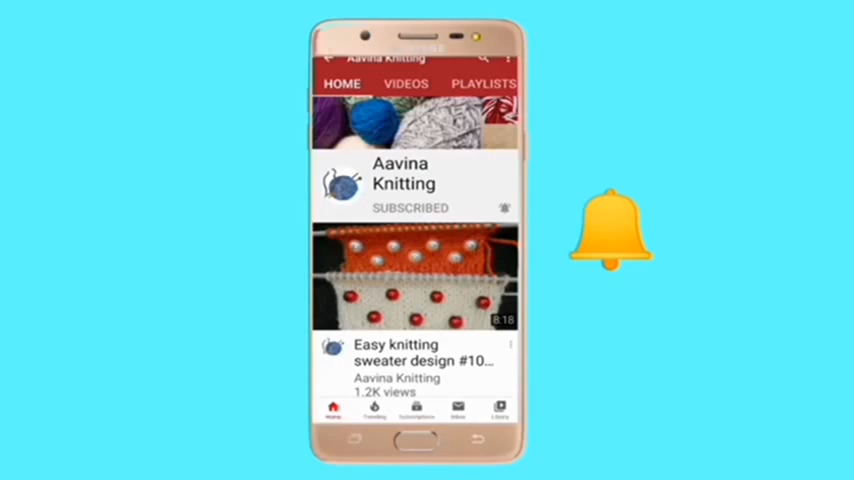 SAMSUNG
Aavina Knitting
HOME VIDEOS PLAYLISTS
Aavina
Knitting
SUBSCRIBED
8:18
Easy knitting
sweater design #10...
Aavina Knitting
1.2K views
Home Trending Subscriptions Inbox Library